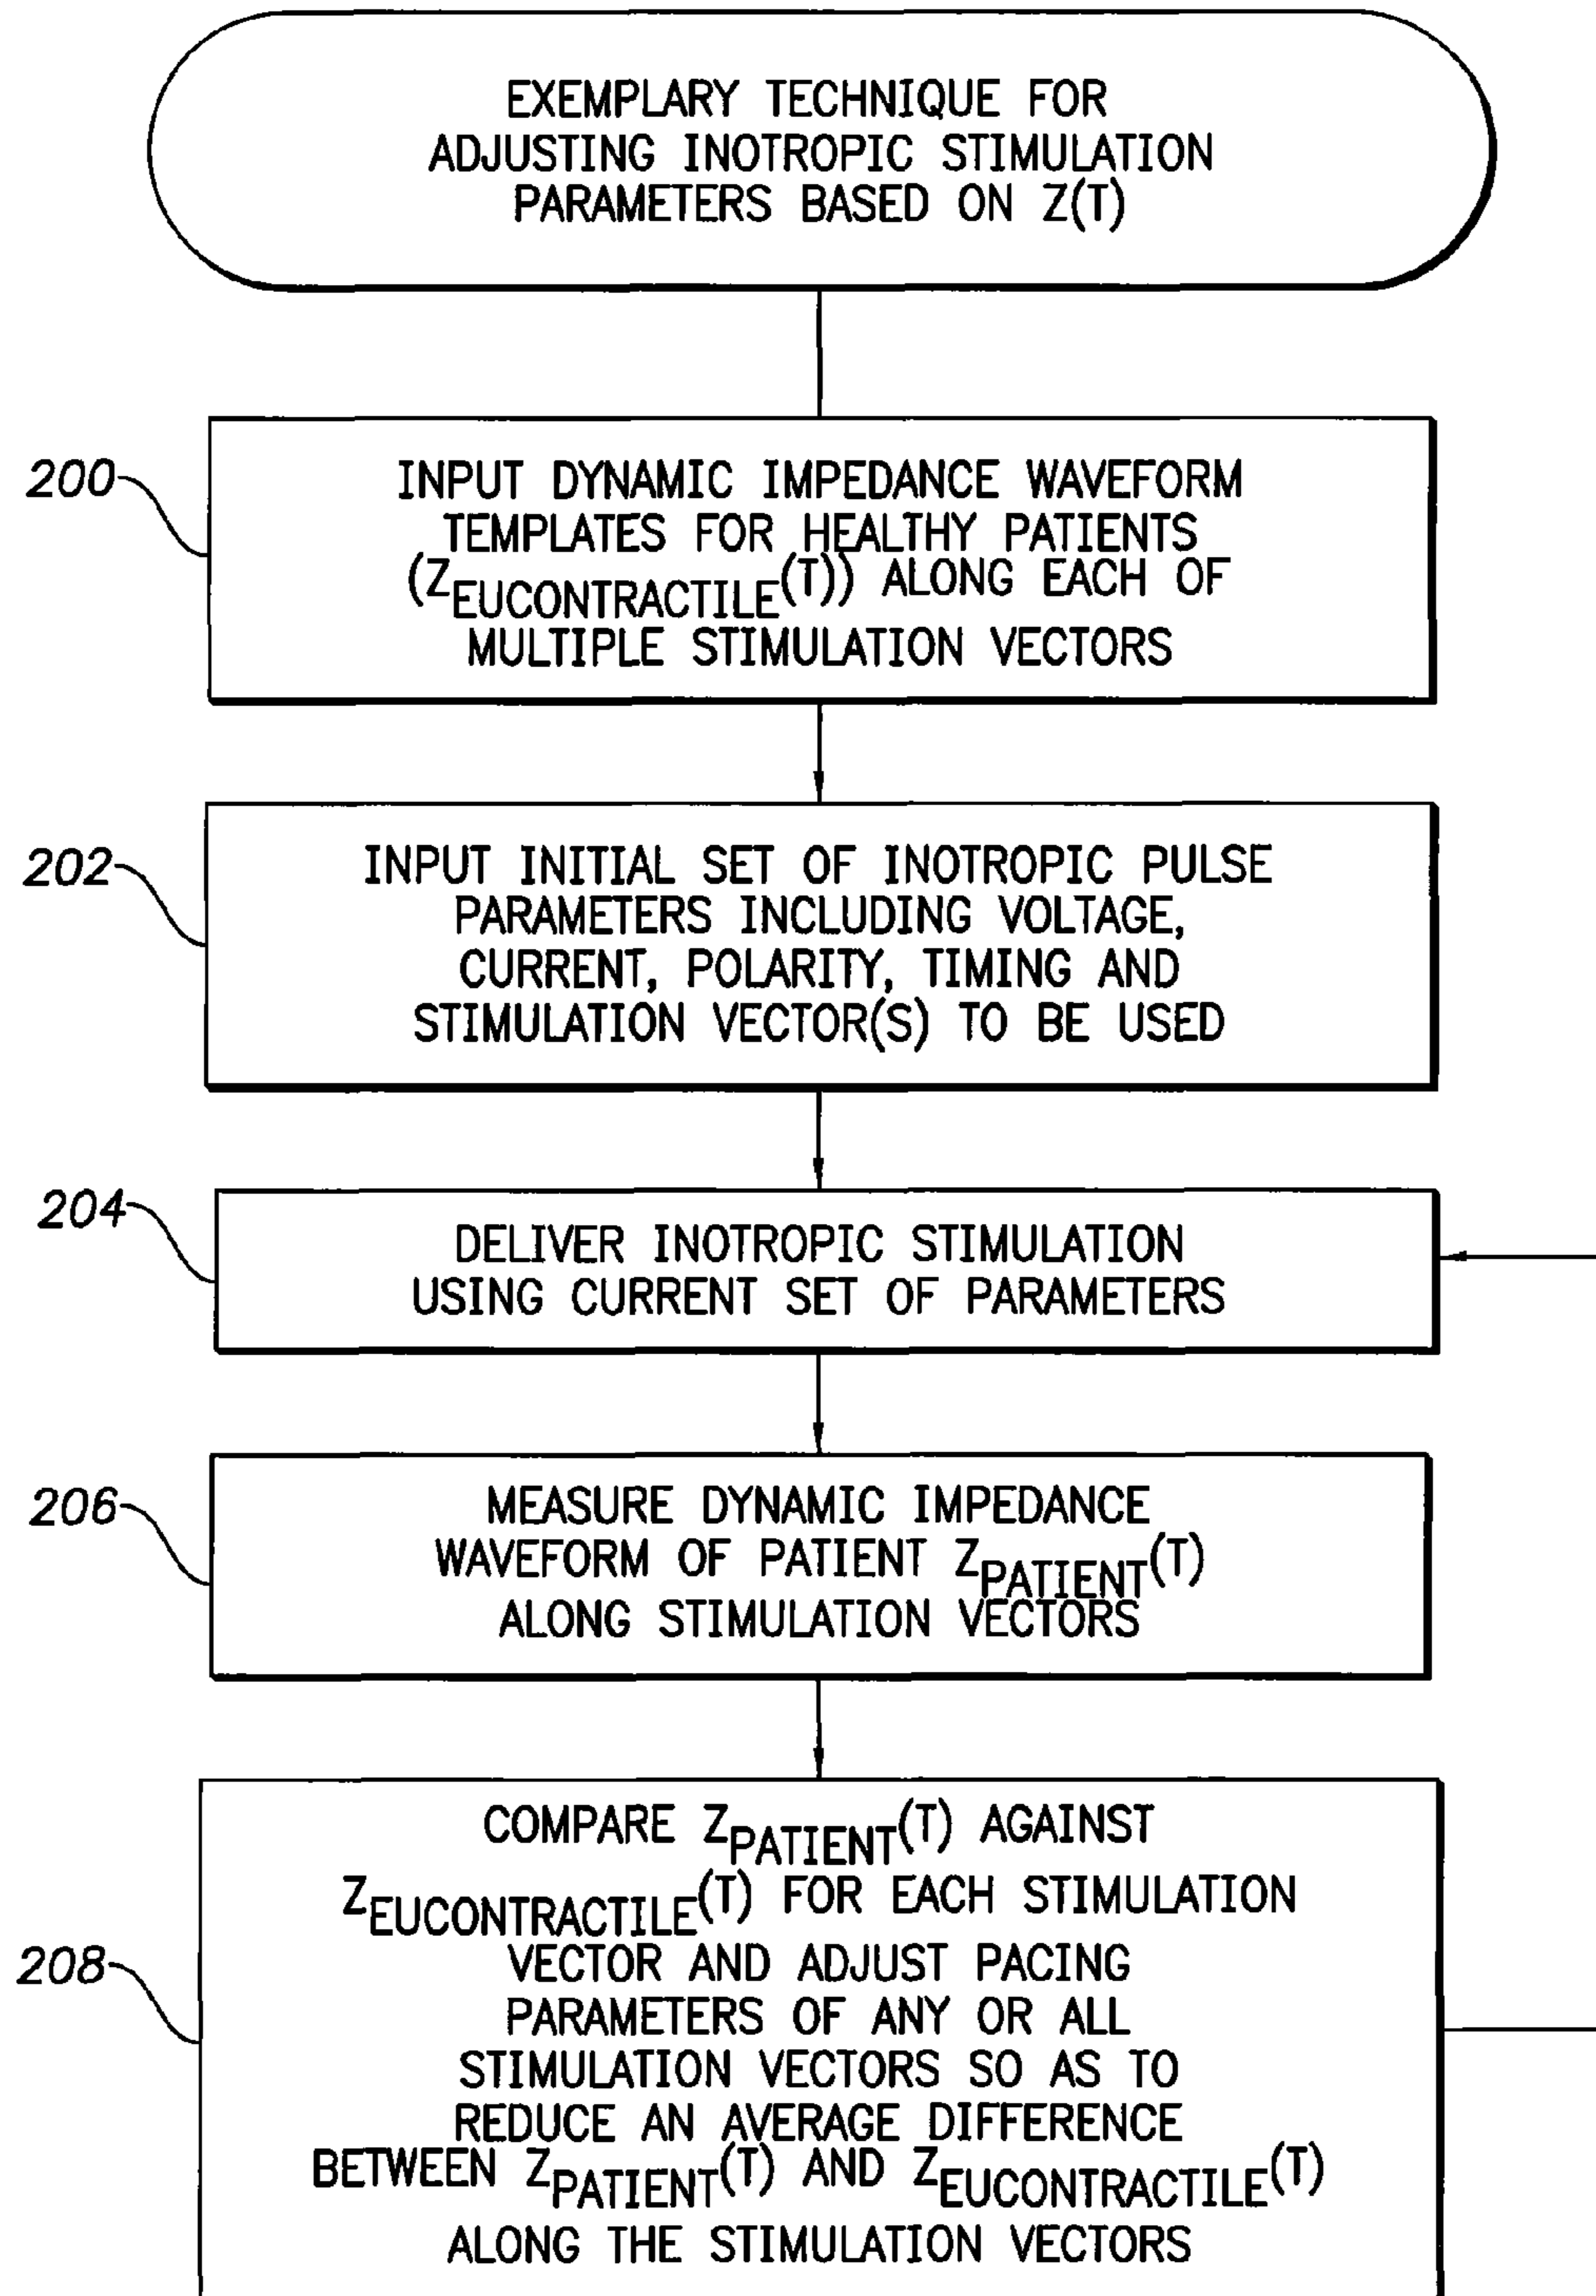 EXEMPLARY TECHNIQUE FOR
ADJUSTING INOTROPIC STIMULATION
PARAMETERS BASED ON Z(T)
200
INPUT DYNAMIC IMPEDANCE WAVEFORM
TEMPLATES FOR HEALTHY PATIENTS
(ZEUCONTRACTILE(T)) ALONG EACH OF
MULTIPLE STIMULATION VECTORS
202
INPUT INITIAL SET OF INOTROPIC PULSE
PARAMETERS INCLUDING VOLTAGE,
CURRENT, POLARITY, TIMING AND
STIMULATION VECTOR(S) TO BE USED
204
DELIVER INOTROPIC STIMULATION
USING CURRENT SET OF PARAMETERS
206
MEASURE DYNAMIC IMPEDANCE
WAVEFORM OF PATIENT ZPATIENT(T)
ALONG STIMULATION VECTORS
208
COMPARE ZPATIENT(T) AGAINST
ZEUCONTRACTILE(T) FOR EACH STIMULATION
VECTOR AND ADJUST PACING
PARAMETERS OF ANY OR ALL
STIMULATION VECTORS SO AS TO
REDUCE AN AVERAGE DIFFERENCE
BETWEEN ZPATIENT(T) AND ZEUCONTRACTILE(T)
ALONG THE STIMULATION VECTORS